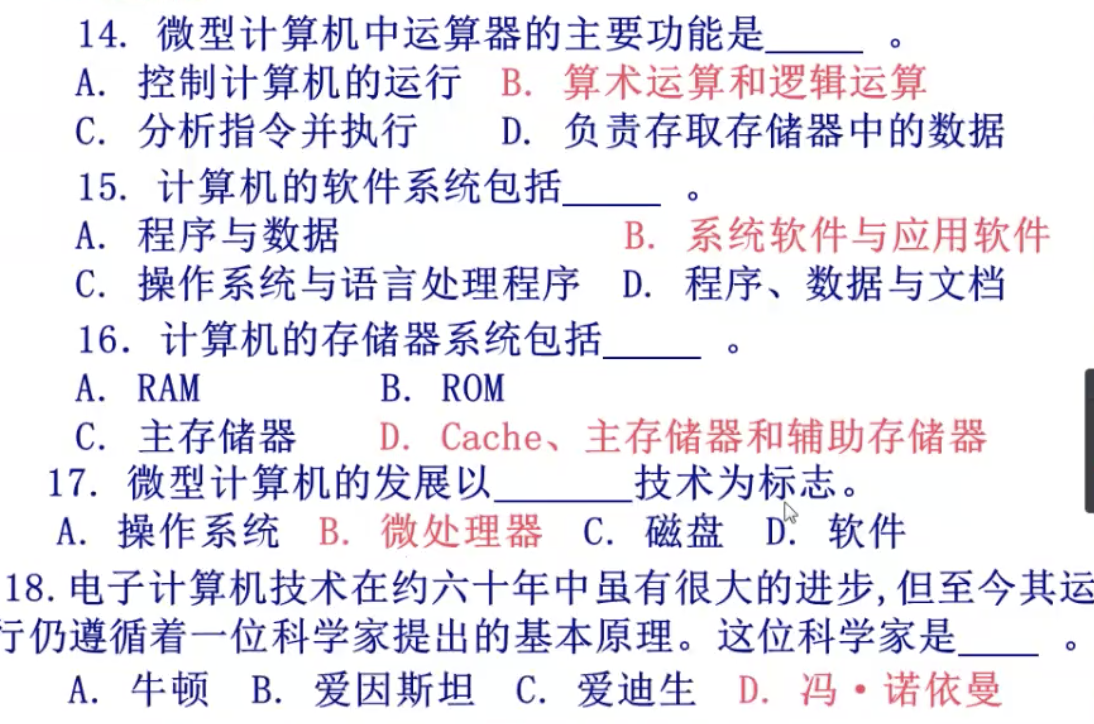 14. 微型计算机中运算器的主要功能是_____ 。
A. 控制计算机的运行 B. 算术运算和逻辑运算
C. 分析指令并执行 D. 负责存取存储器中的数据
15. 计算机的软件系统包括_____ 。
A. 程序与数据 B. 系统软件与应用软件
C. 操作系统与语言处理程序 D. 程序、数据与文档
16. 计算机的存储器系统包括_____ 。
A. RAM B. ROM
C. 主存储器 D. Cache、主存储器和辅助存储器
17. 微型计算机的发展以_______技术为标志。
A. 操作系统 B. 微处理器 C. 磁盘 D. 软件
18.电子计算机技术在约六十年中虽有很大的进步,但至今其运
行仍遵循着一位科学家提出的基本原理。这位科学家是____ 。
A. 牛顿 B. 爱因斯坦 C. 爱迪生 D. 冯·诺依曼